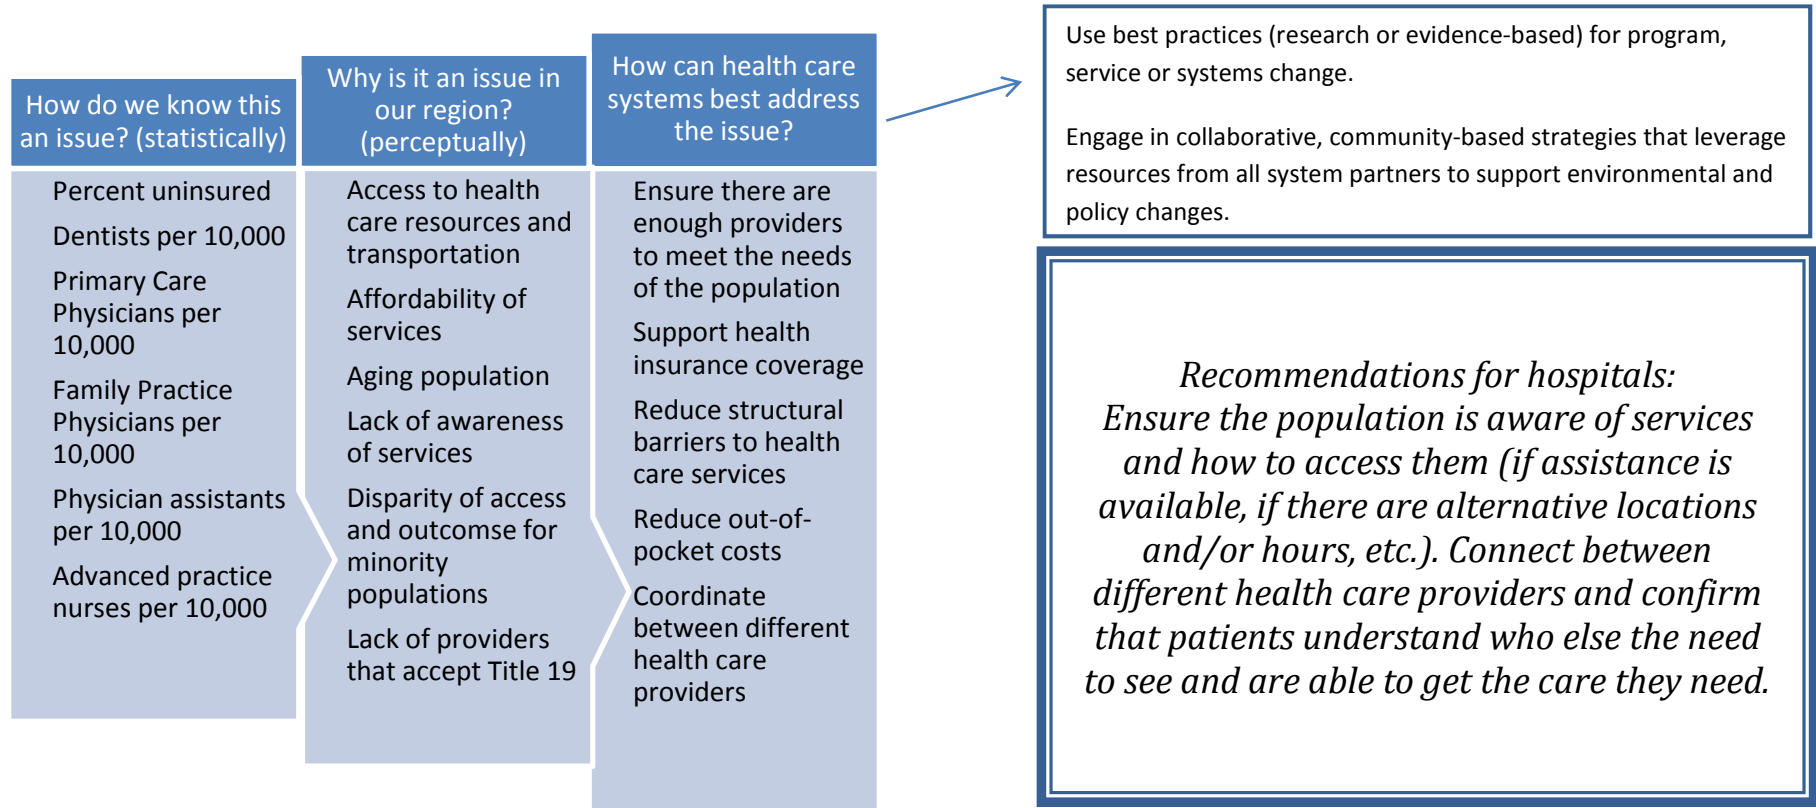 How do we know this
an issue? (statistically)
Percent uninsured
Dentists per 10,000
Primary Care
Physicians per
10,000
Family Practice
Physicians per
10,000
Physician assistants
per 10,000
Advanced practice
nurses per 10,000
Why is it an issue in
our region?
(perceptually)
Access to health
care resources and
transportation
Affordability of
services
Aging population
Lack of awareness
of services
Disparity of access
and outcomse for
minority
populations
Lack of providers
that accept Title 19
How can health care
systems best address
the issue?
Ensure there are
enough providers
to meet the needs
of the population
Support health
insurance coverage
Reduce structural
barriers to health
care services
Reduce out-of-
pocket costs
Coordinate
between different
health care
providers
Use best practices (research or evidence-based) for program,
service or systems change.
Engage in collaborative, community-based strategies that leverage
resources from all system partners to support environmental and
policy changes.
Recommendations for hospitals:
Ensure the population is aware of services
and how to access them (if assistance is
available, if there are alternative locations
and/or hours, etc.). Connect between
different health care providers and confirm
that patients understand who else the need
to see and are able to get the care they need.